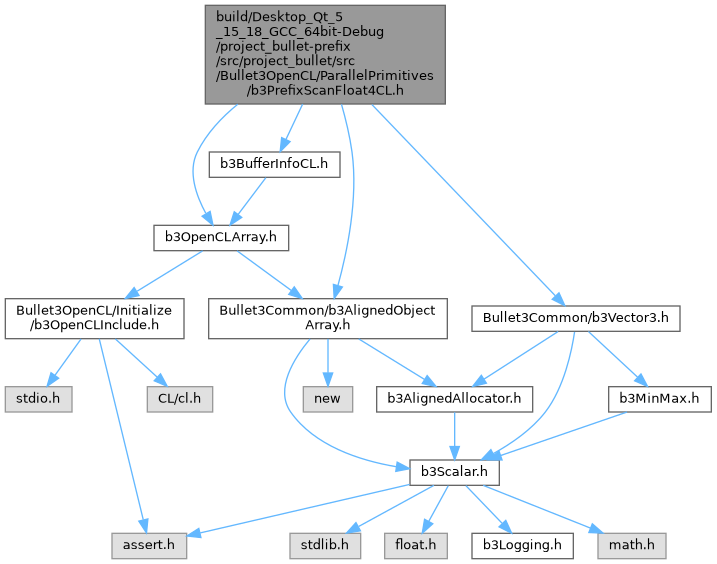 build/Desktop_Qt_5
_15_18_GCC_64bit-Debug
/project_bullet-prefix
/src/project_bullet/src
/Bullet3OpenCL/ParallelPrimitives
/b3PrefixScanFloat4CL.h
b3BufferInfoCL.h
b3OpenCLArray.h
Bullet3OpenCL/Initialize
/b3OpenCLInclude.h
Bullet3Common/b3AlignedObject
Array.h
Bullet3Common/b3Vector3.h
stdio.h
CL/cl.h
new
b3AlignedAllocator.h
b3MinMax.h
b3Scalar.h
assert.h
stdlib.h
float.h
b3Logging.h
math.h